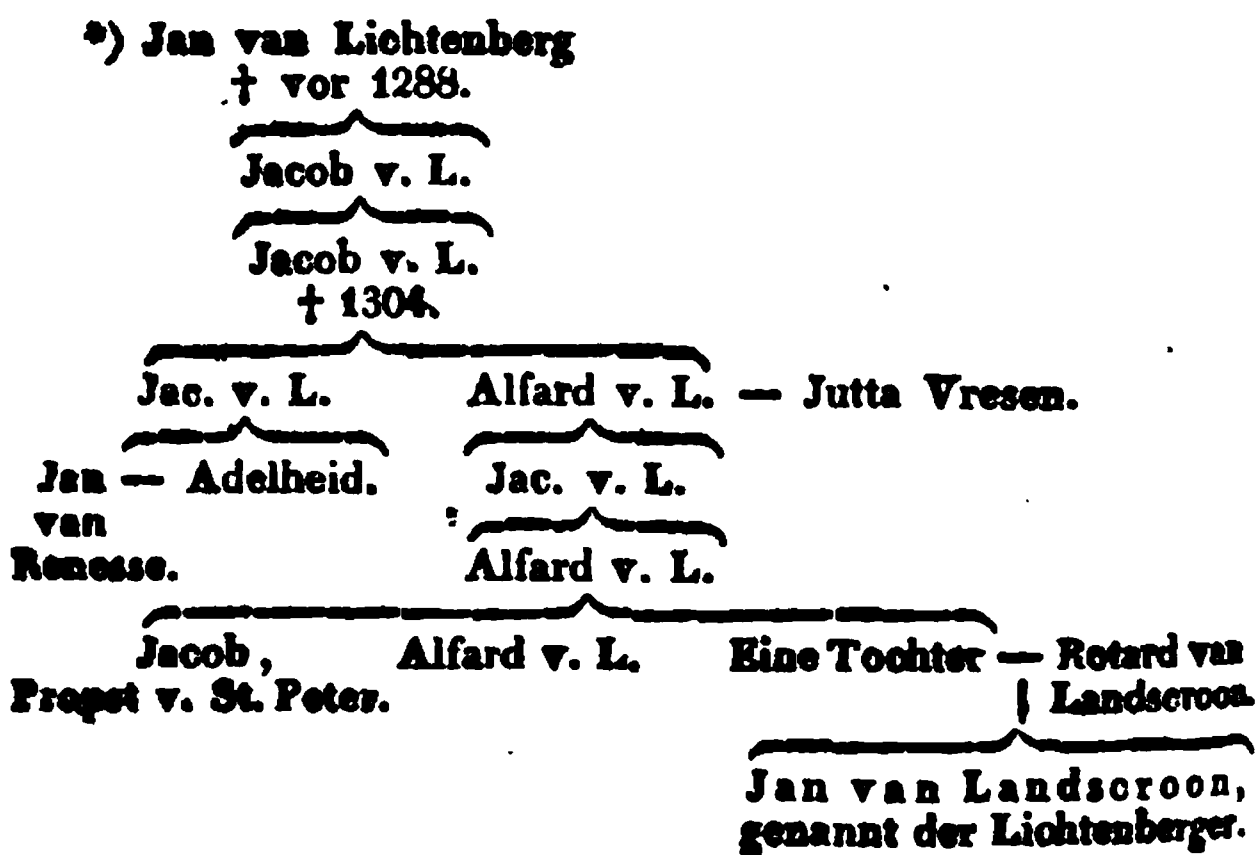 *) Jan van Lichtenberg
† vor 1288.
Jacob v. L.
Jacob v. L.
† 1304.
Jac. v. L. Alfard v. L. — Jutta Vresen.
Jan — Adelheid. Jac. v. L.
van
Renesse. Alfard v. L.
Jacob, Alfard v. L. Eine Tochter — Rotard van
Propst v. St. Peter. Landscroon.
Jan van Landscroon,
genannt der Lichtenberger.